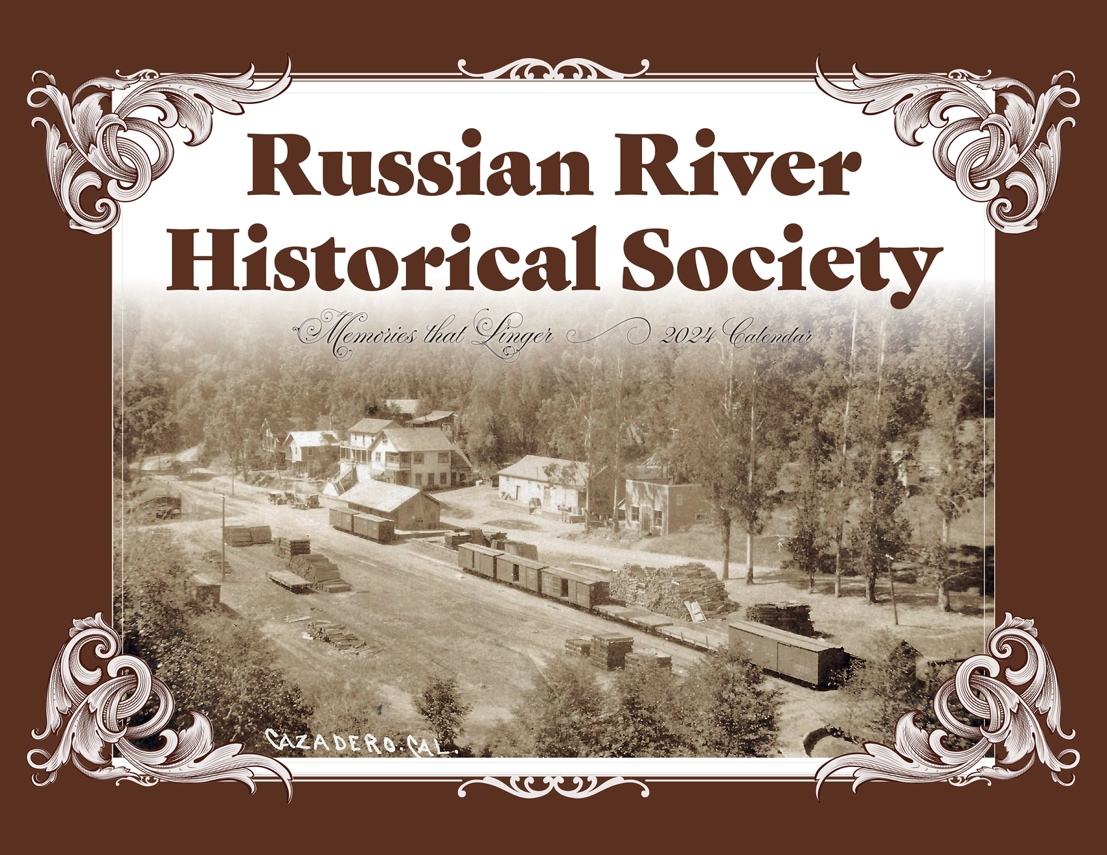 Russian River
Historical Society
Memories that Linger 2024 Calendar
CAZADERO. CAL.